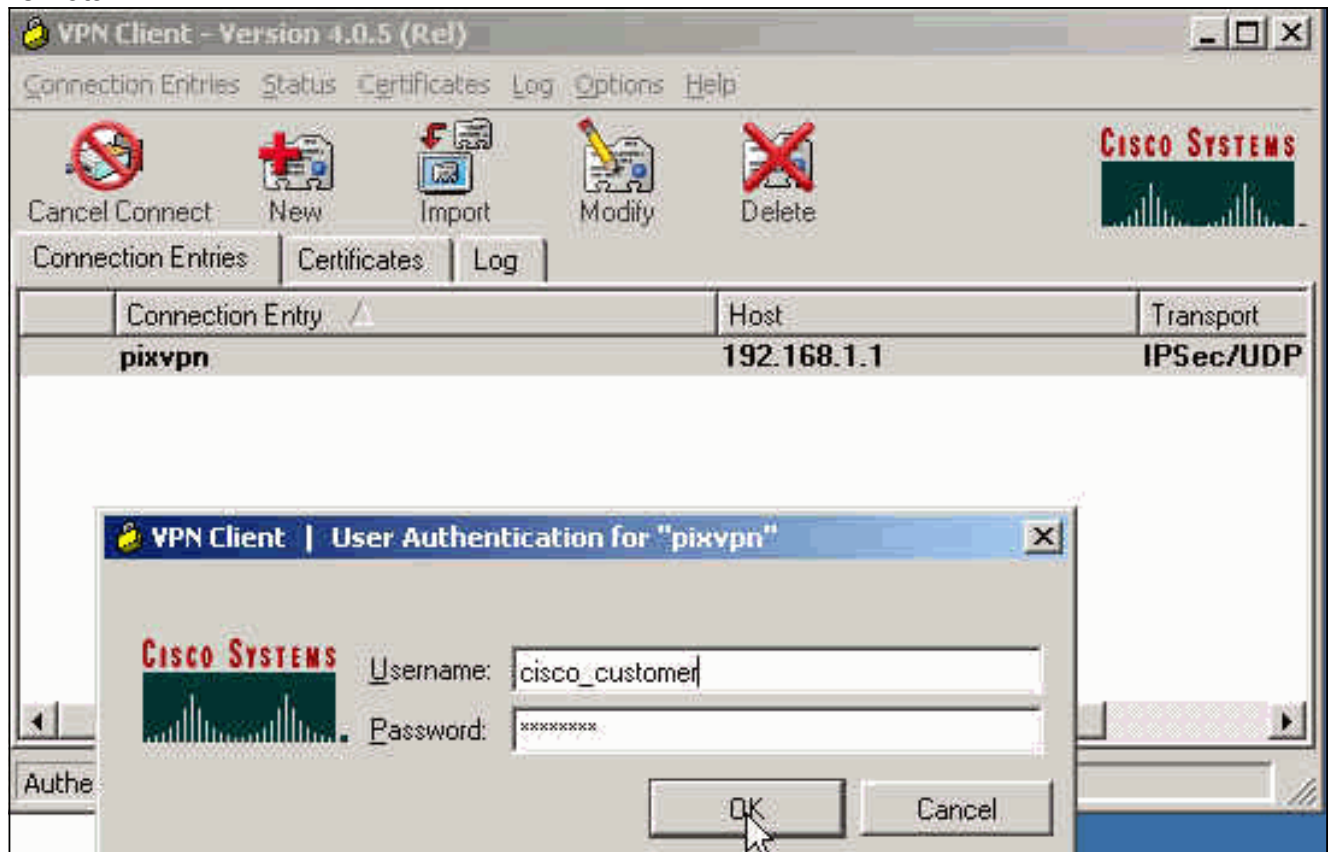 VPN Client - Version 4.0.5 (Rel)
Connection Entries Status Certificates Log Options Help
CISCO SYSTEMS
Cancel Connect New Import Modify Delete
Connection Entries Certificates Log
Connection Entry Host Transport
pixvpn 192.168.1.1 IPSec/UDP
VPN Client | User Authentication for "pixvpn"
CISCO SYSTEMS
Username: cisco_customer
Password: ********
Authe
OK Cancel